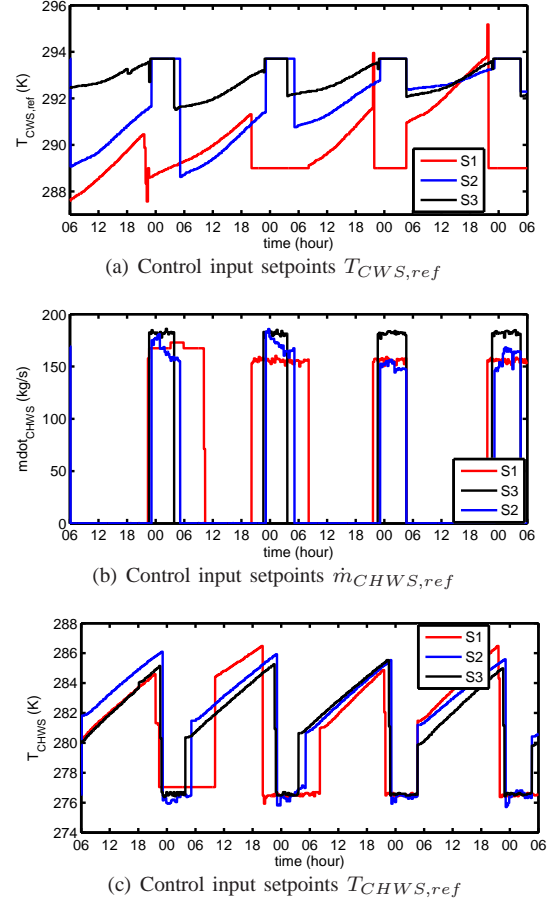 296
294
292
290
288
T_CWS,ref (K)
S1
S2
S3
06 12 18 00 06 12 18 00 06 12 18 00 06 12 18 00 06
time (hour)
(a) Control input setpoints T_CWS,ref
200
150
100
50
0
mdot_CHWS (kg/s)
S1
S3
S2
06 12 18 00 06 12 18 00 06 12 18 00 06 12 18 00 06
time (hour)
(b) Control input setpoints ṁ_CHWS,ref
288
286
284
282
280
278
276
274
T_CHWS (K)
S1
S2
S3
06 12 18 00 06 12 18 00 06 12 18 00 06 12 18 00 06
time (hour)
(c) Control input setpoints T_CHWS,ref